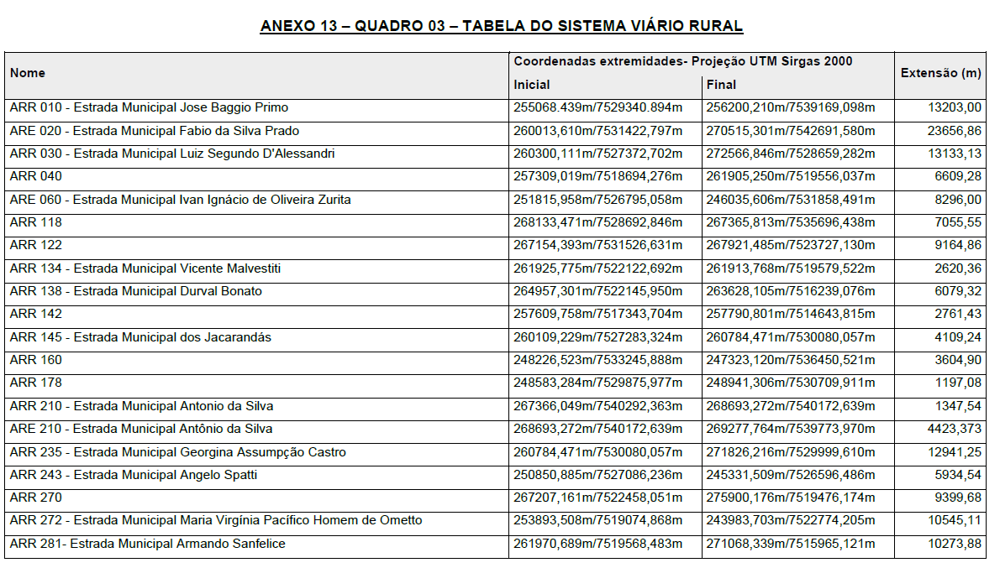 ANEXO 13 – QUADRO 03 – TABELA DO SISTEMA VIÁRIO RURAL
Nome Coordenadas extremidades- Projeção UTM Sirgas 2000 Extensão (m)
Inicial Final
ARR 010 - Estrada Municipal Jose Baggio Primo 255068.439m/7529340.894m 256200,210m/7539169,098m 13203,00
ARE 020 - Estrada Municipal Fabio da Silva Prado 260013,610m/7531422,797m 270515,301m/7542691,580m 23656,86
ARR 030 - Estrada Municipal Luiz Segundo D'Alessandri 260300,111m/7527372,702m 272566,846m/7528659,282m 13133,13
ARR 040 257309,019m/7518694,276m 261905,250m/7519556,037m 6609,28
ARE 060 - Estrada Municipal Ivan Ignácio de Oliveira Zurita 251815,958m/7526795,058m 246035,606m/7531858,491m 8296,00
ARR 118 268133,471m/7528692,846m 267365,813m/7535696,438m 7055,55
ARR 122 267154,393m/7531526,631m 267921,485m/7523727,130m 9164,86
ARR 134 - Estrada Municipal Vicente Malvestiti 261925,775m/7522122,692m 261913,768m/7519579,522m 2620,36
ARR 138 - Estrada Municipal Durval Bonato 264957,301m/7522145,950m 263628,105m/7516239,076m 6079,32
ARR 142 257609,758m/7517343,704m 257790,801m/7514643,815m 2761,43
ARR 145 - Estrada Municipal dos Jacarandás 260109,229m/7527283,324m 260784,471m/7530080,057m 4109,24
ARR 160 248226,523m/7533245,888m 247323,120m/7536450,521m 3604,90
ARR 178 248583,284m/7529875,977m 248941,306m/7530709,911m 1197,08
ARR 210 - Estrada Municipal Antonio da Silva 267366,049m/7540292,363m 268693,272m/7540172,639m 1347,54
ARE 210 - Estrada Municipal Antônio da Silva 268693,272m/7540172,639m 269277,764m/7539773,970m 4423,373
ARR 235 - Estrada Municipal Georgina Assumpção Castro 260784,471m/7530080,057m 271826,216m/7529999,610m 12941,25
ARR 243 - Estrada Municipal Angelo Spatti 250850,885m/7527086,236m 245331,509m/7526596,486m 5934,54
ARR 270 267207,161m/7522458,051m 275900,176m/7519476,174m 9399,68
ARR 272 - Estrada Municipal Maria Virgínia Pacífico Homem de Ometto 253893,508m/7519074,868m 243983,703m/7522774,205m 10545,11
ARR 281- Estrada Municipal Armando Sanfelice 261970,689m/7519568,483m 271068,339m/7515965,121m 10273,88